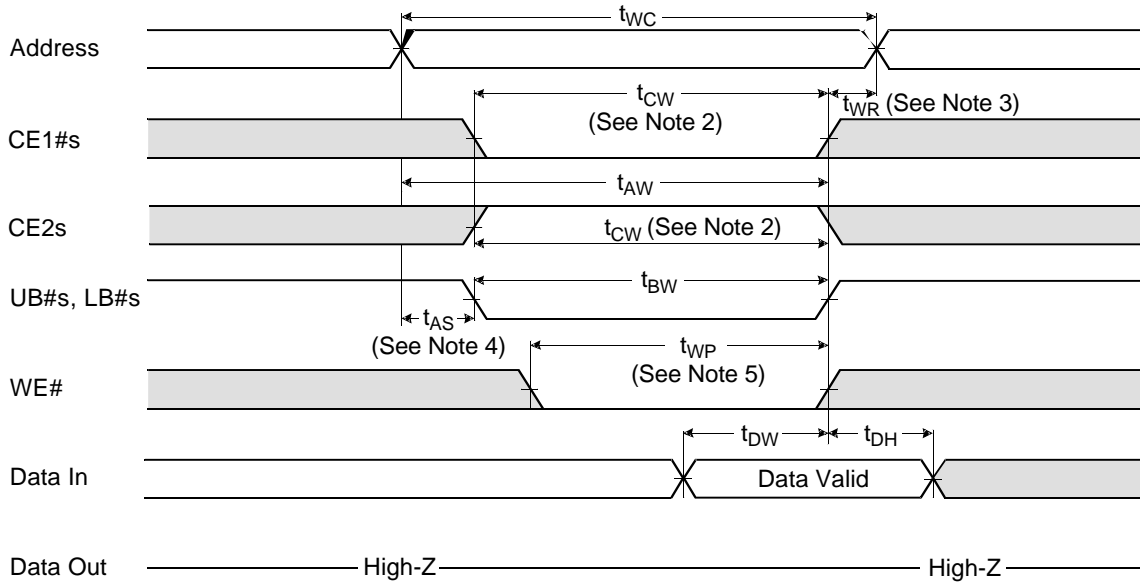 tWC
Address
tCW
(See Note 2)
tWR (See Note 3)
CE1#s
tAW
CE2s
tCW (See Note 2)
tBW
UB#s, LB#s
tAS
(See Note 4)
tWP
(See Note 5)
WE#
tDW
tDH
Data In
Data Valid
Data Out
High-Z
High-Z